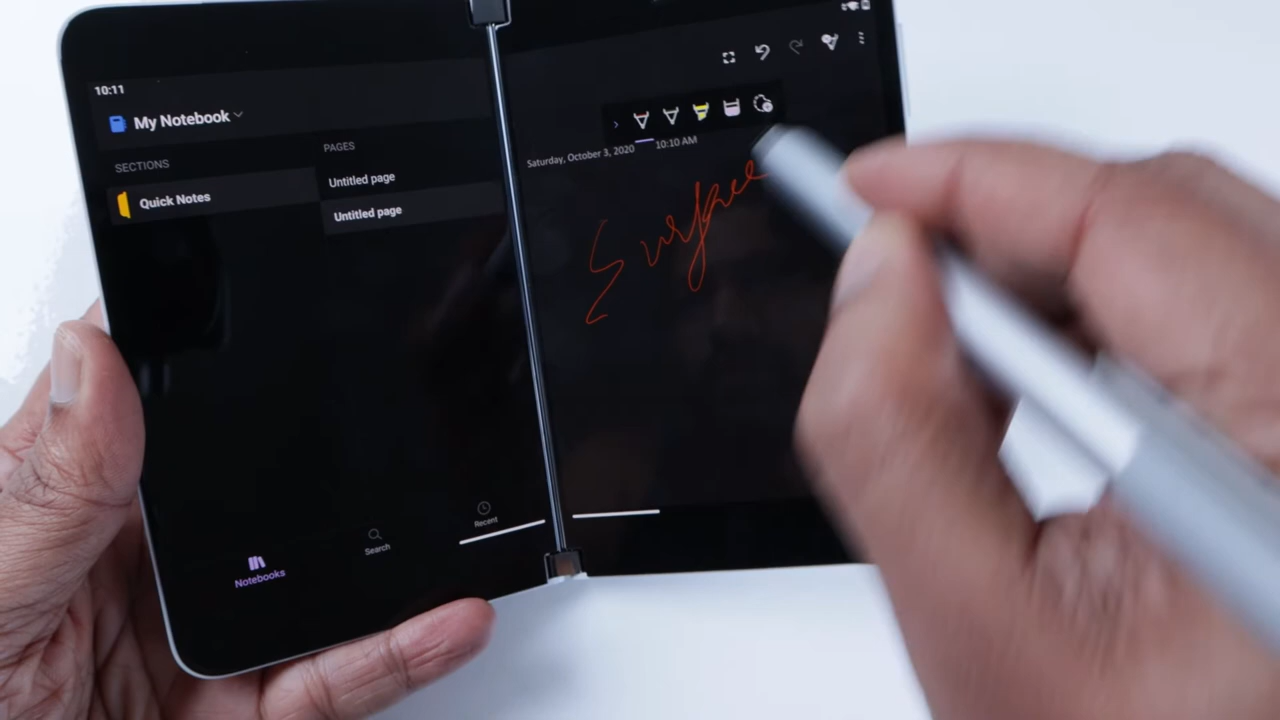 10:11
My Notebook
SECTIONS
Quick Notes
PAGES
Untitled page
Untitled page
Notebooks
Search
Recent
Saturday, October 3, 2020 10:10 AM